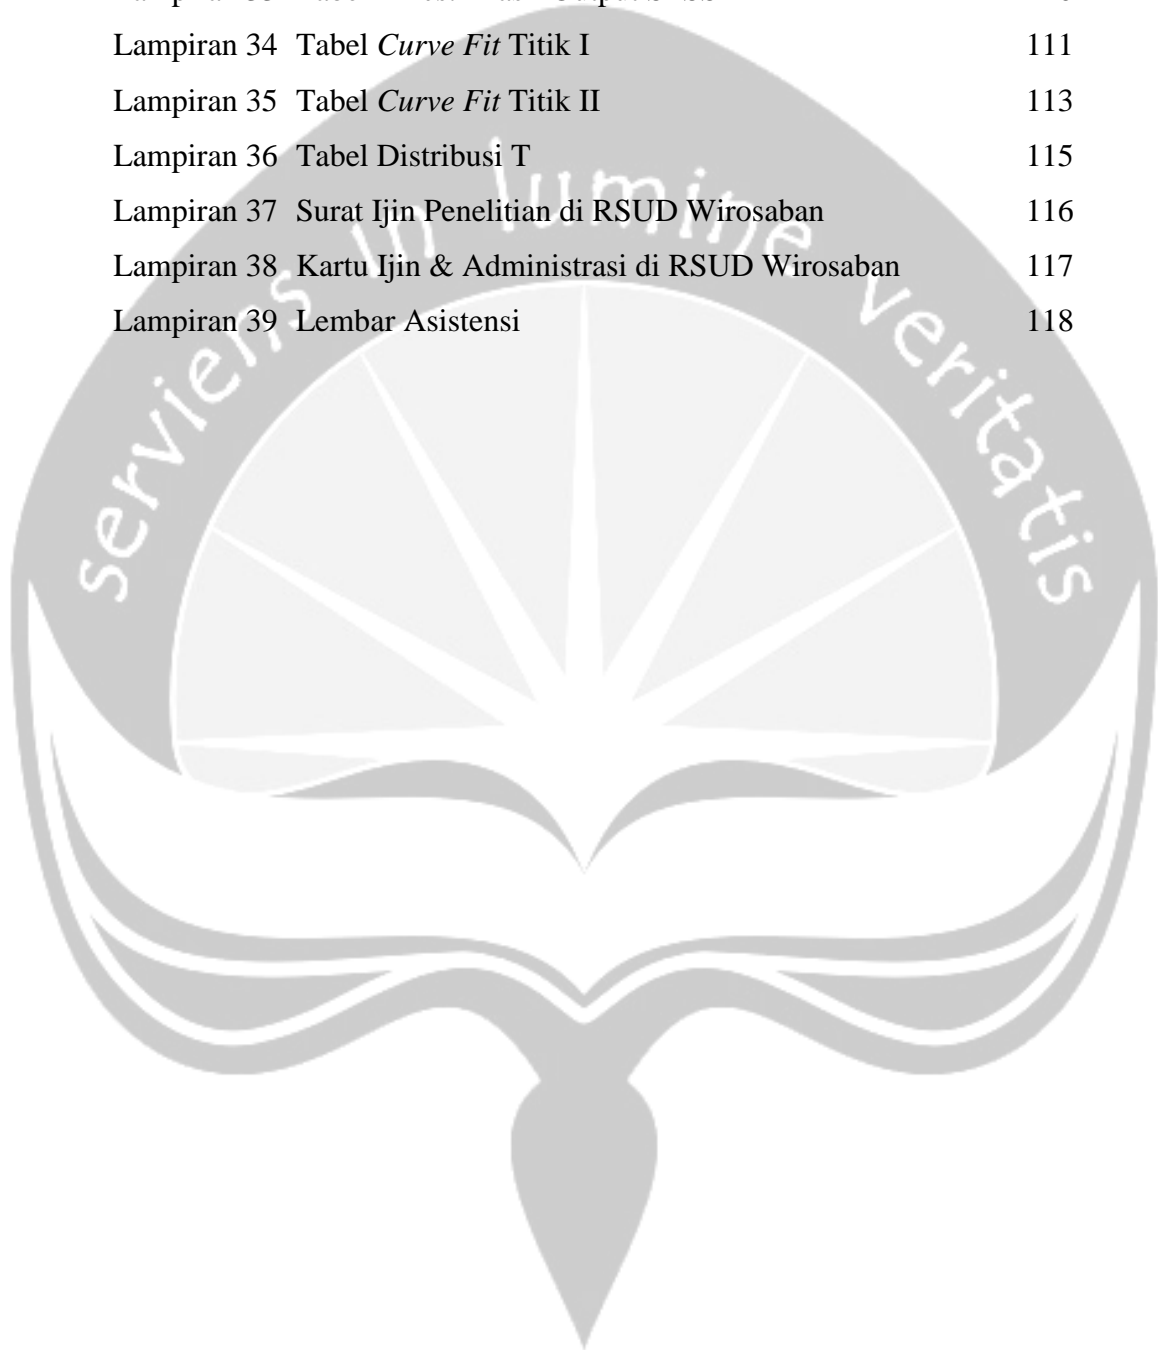 Lampiran 34 Tabel Curve Fit Titik I 111
Lampiran 35 Tabel Curve Fit Titik II 113
Lampiran 36 Tabel Distribusi T 115
Lampiran 37 Surat Ijin Penelitian di RSUD Wirosaban 116
Lampiran 38 Kartu Ijin & Administrasi di RSUD Wirosaban 117
Lampiran 39 Lembar Asistensi 118
serviens in lumine veritatis